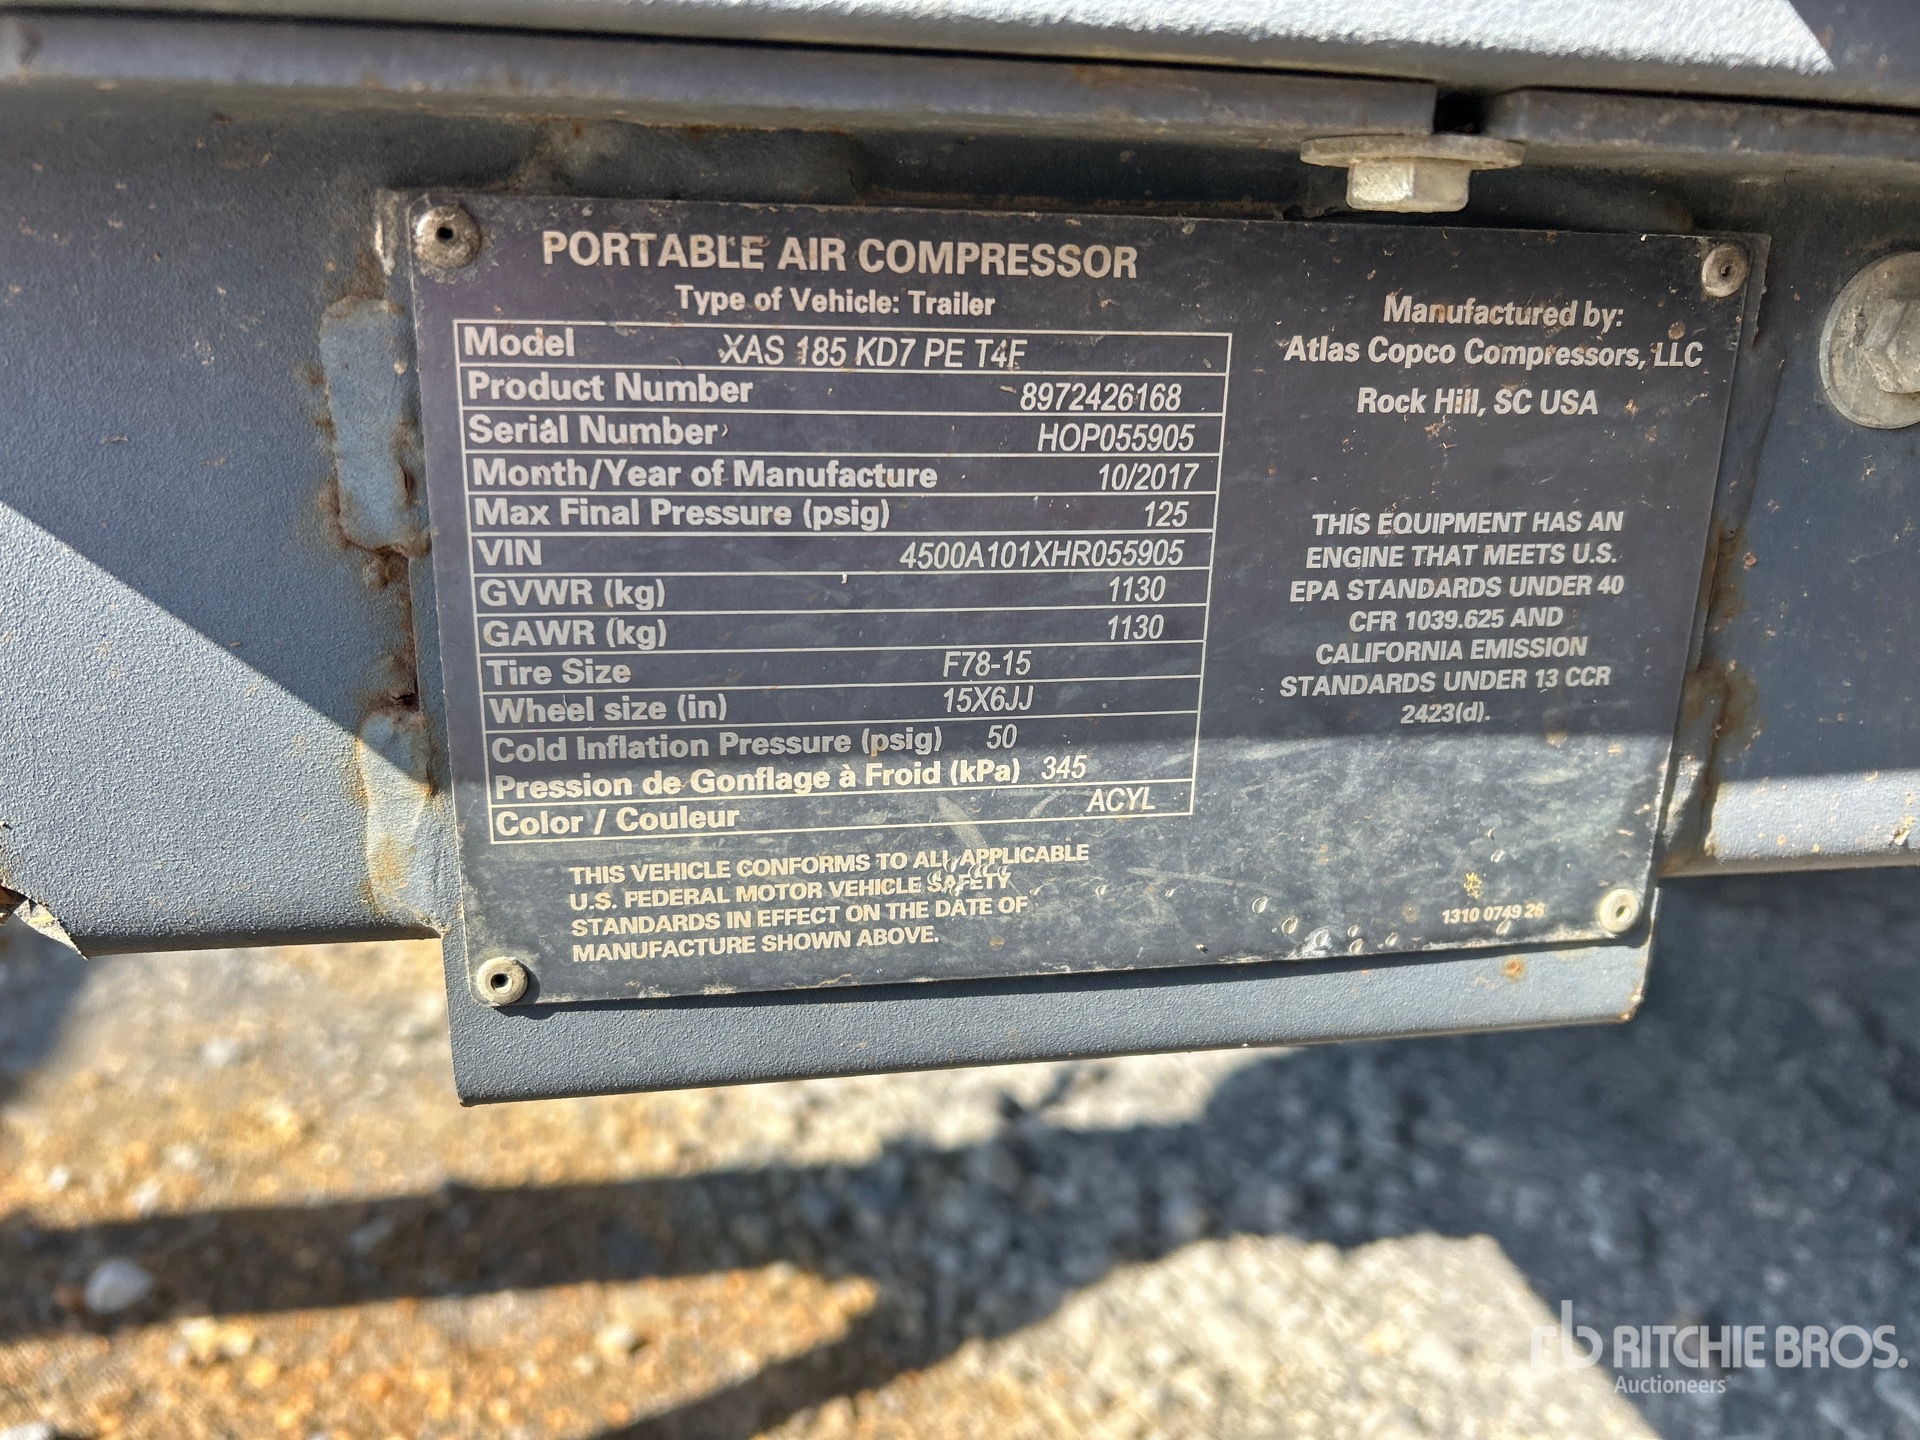 PORTABLE AIR COMPRESSOR
Type of Vehicle: Trailer
Model XAS 185 KD7 PE T4F
Product Number 8972426168
Serial Number HOP055905
Month/Year of Manufacture 10/2017
Max Final Pressure (psig) 125
VIN 4500A101XHR055905
GVWR (kg) 1130
GAWR (kg) 1130
Tire Size F78-15
Wheel size (in) 15X6JJ
Cold Inflation Pressure (psig) 50
Pression de Gonflage à Froid (kPa) 345
Color / Couleur ACYL
THIS VEHICLE CONFORMS TO ALL APPLICABLE
U.S. FEDERAL MOTOR VEHICLE SAFETY
STANDARDS IN EFFECT ON THE DATE OF
MANUFACTURE SHOWN ABOVE.
Manufactured by:
Atlas Copco Compressors, LLC
Rock Hill, SC USA
THIS EQUIPMENT HAS AN
ENGINE THAT MEETS U.S.
EPA STANDARDS UNDER 40
CFR 1039.625 AND
CALIFORNIA EMISSION
STANDARDS UNDER 13 CCR
2423(d).
1310 0749 26
rb RITCHIE BROS.
Auctioneers